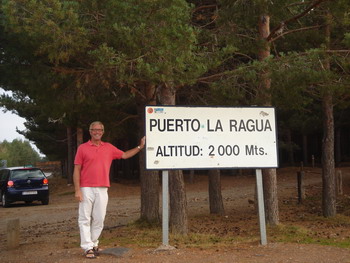 PUERTO LA RAGUA
ALTITUD: 2 000 Mts.